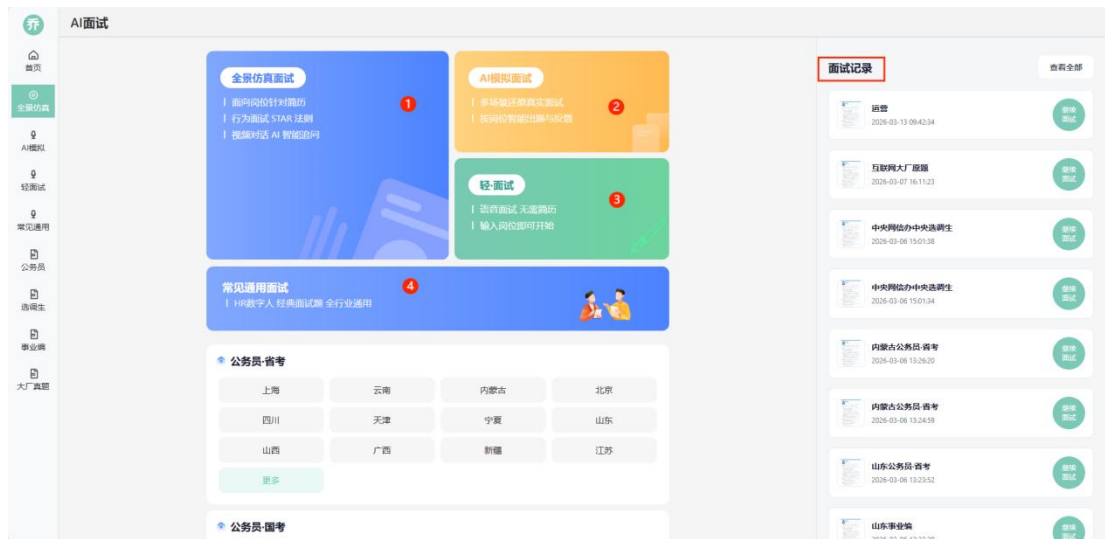 乔
AI面试
首页
全景仿真
AI模拟
轻面试
常见通用
公务员
选调生
事业编
大厂真题
全景仿真面试
面向岗位针对简历
行为面试 STAR 法则
视频对话 AI 智能追问
1
AI模拟面试
多场景还原真实面试
按岗位智能出题与反馈
2
轻·面试
语音面试 无需简历
输入岗位即可开始
3
常见通用面试
HR数字人 经典面试题 全行业通用
4
公务员·省考
上海 云南 内蒙古 北京
四川 天津 宁夏 山东
山西 广西 新疆 江苏
更多
公务员·国考
面试记录
查看全部
运营
2026-03-13 09:42:34
继续面试
互联网大厂原题
2026-03-07 16:11:23
继续面试
中央网信办中央选调生
2026-03-06 15:01:38
继续面试
中央网信办中央选调生
2026-03-06 15:01:34
继续面试
内蒙古公务员·省考
2026-03-06 13:26:20
继续面试
内蒙古公务员·省考
2026-03-06 13:24:59
继续面试
山东公务员·省考
2026-03-06 13:23:52
继续面试
山东事业编
继续